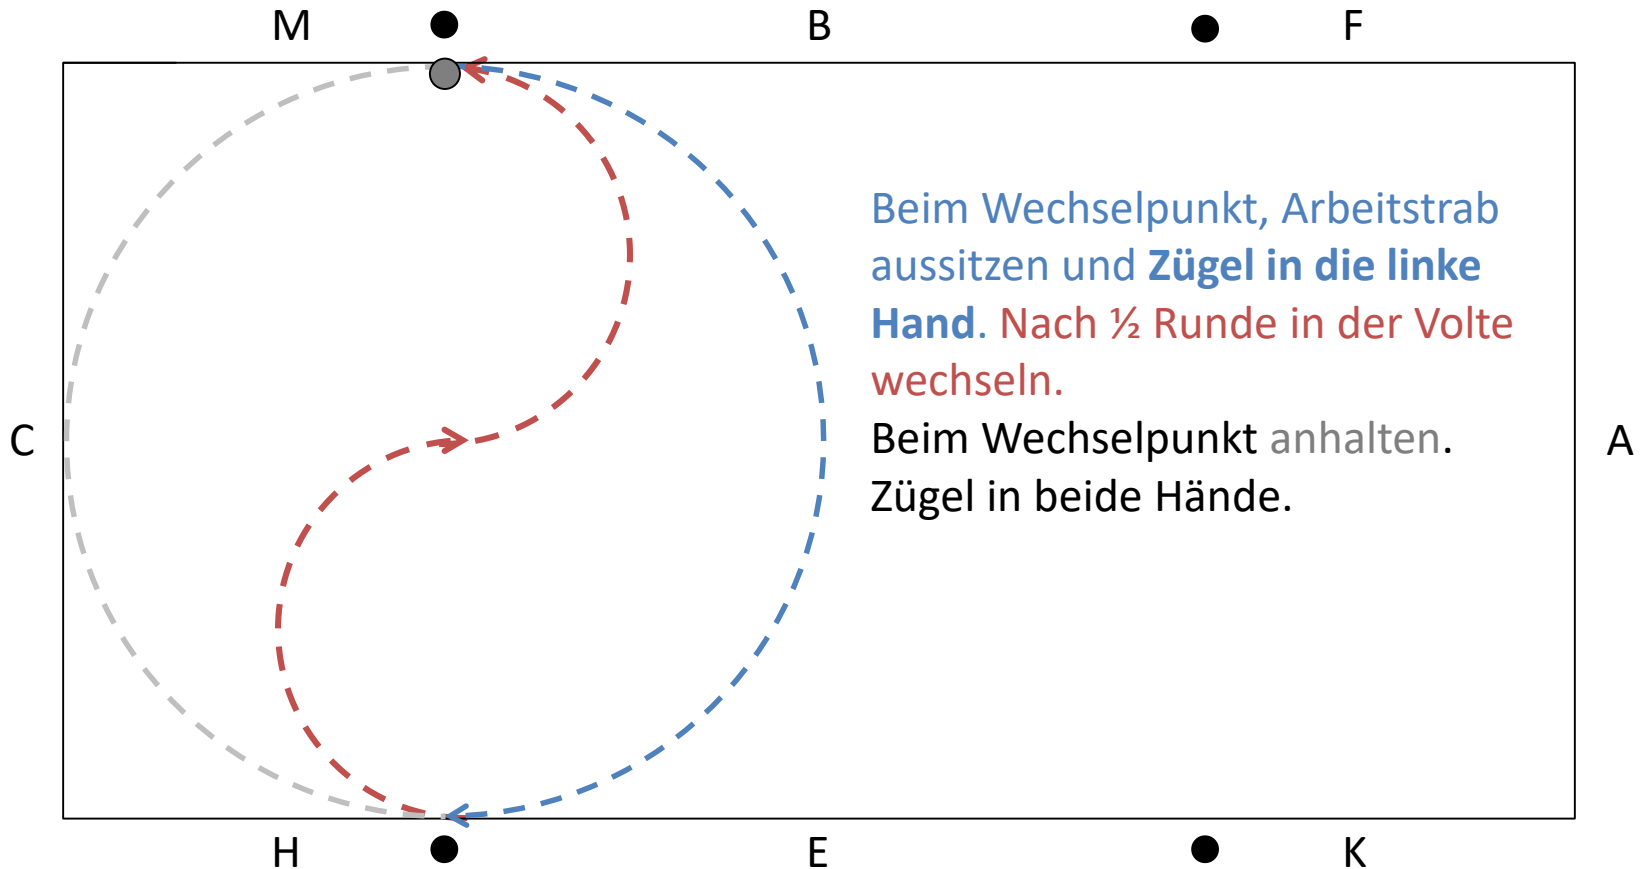 M B F
Beim Wechselpunkt, Arbeitstrab
aussitzen und Zügel in die linke
Hand. Nach ½ Runde in der Volte
wechseln.
C
Beim Wechselpunkt anhalten.
A
Zügel in beide Hände.
H E K